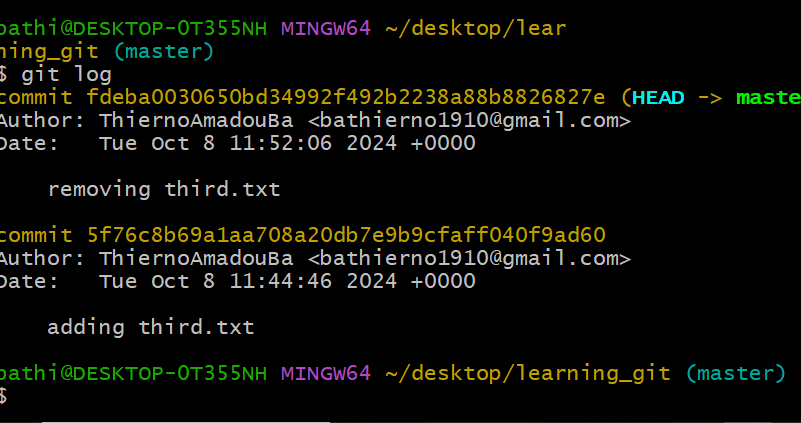 bathi@DESKTOP-OT355NH MINGW64 ~/desktop/lear
ning_git (master)
$ git log
commit fdeba0030650bd34992f492b2238a88b8826827e (HEAD -> maste
Author: ThiernoAmadouBa <bathierno1910@gmail.com>
Date:   Tue Oct 8 11:52:06 2024 +0000
    removing third.txt
commit 5f76c8b69a1aa708a20db7e9b9cfaff040f9ad60
Author: ThiernoAmadouBa <bathierno1910@gmail.com>
Date:   Tue Oct 8 11:44:46 2024 +0000
    adding third.txt
bathi@DESKTOP-OT355NH MINGW64 ~/desktop/learning_git (master)
$